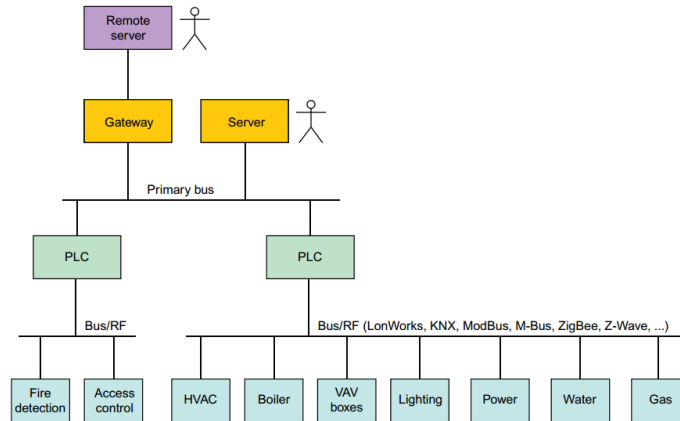 Remote
server
Gateway
Server
Primary bus
PLC
PLC
Bus/RF
Bus/RF (LonWorks, KNX, ModBus, M-Bus, ZigBee, Z-Wave, ...)
Fire
detection
Access
control
HVAC
Boiler
VAV
boxes
Lighting
Power
Water
Gas